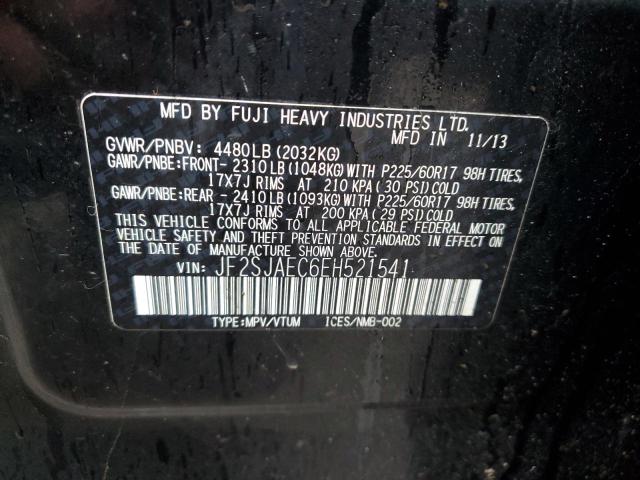 MFD BY FUJI HEAVY INDUSTRIES LTD.
MFD IN 11/13
GVWR/PNBV: 4480LB (2032KG)
GAWR/PNBE:FRONT-2310LB (1048KG)WITH P225/60R17 98H TIRES,
17X7J RIMS AT 210 KPA (30 PSI)COLD
GAWR/PNBE:REAR - 2410LB (1093KG)WITH P225/60R17 98H TIRES,
17X7J RIMS AT 200 KPA (29 PSI)COLD
THIS VEHICLE CONFORMS TO ALL APPLICABLE FEDERAL MOTOR
VEHICLE SAFETY AND THEFT PREVENTION STANDARDS IN EFFECT
ON THE DATE OF MANUFACTURE SHOWN ABOVE.
VIN: JF2SJAEC6EH521541
TYPE:MPV/VTUM ICES/NMB-002